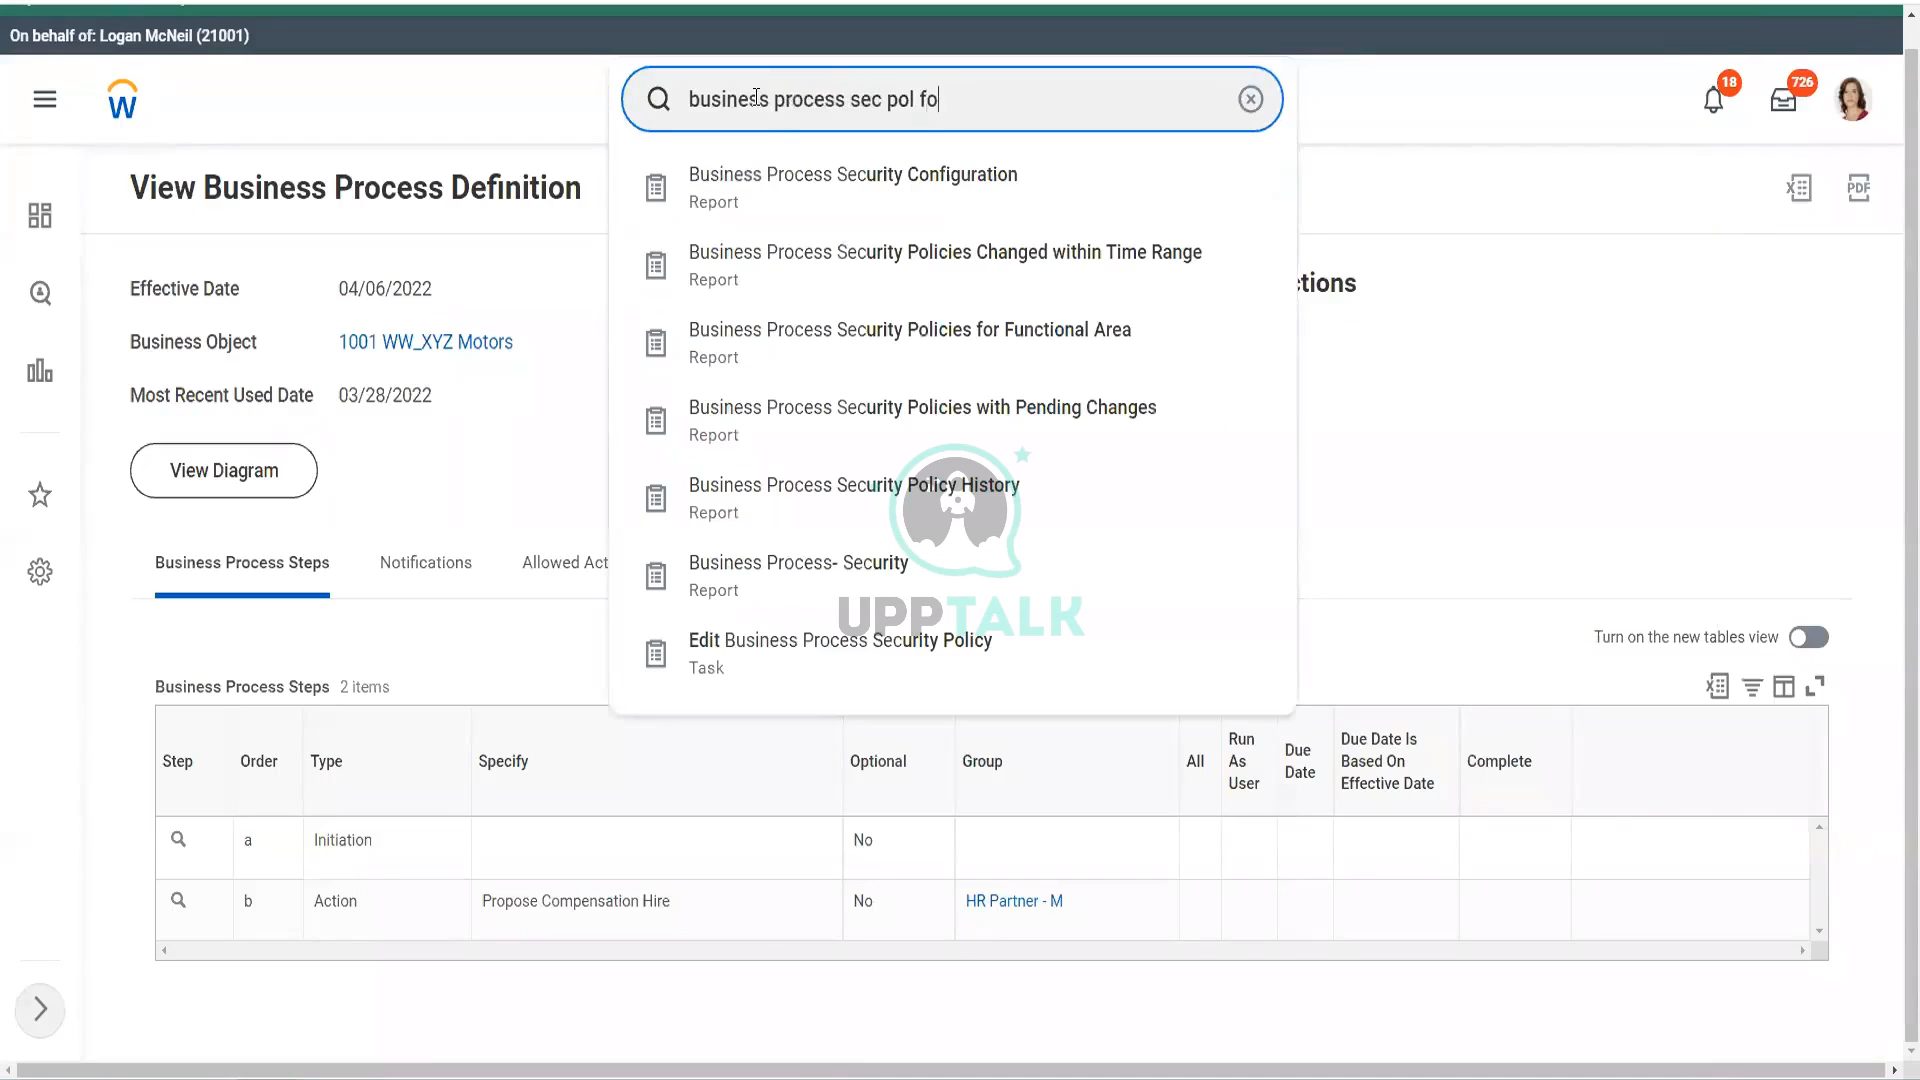 On behalf of: Logan McNeil (21001)
W
business process sec pol fo
18
726
Business Process Security Configuration
Report
Business Process Security Policies Changed within Time Range
Report
Business Process Security Policies for Functional Area
Report
Business Process Security Policies with Pending Changes
Report
Business Process Security Policy History
Report
Business Process- Security
Report
Edit Business Process Security Policy
Task
View Business Process Definition
X
PDF
Effective Date 04/06/2022
ctions
Business Object 1001 WW_XYZ Motors
Most Recent Used Date 03/28/2022
View Diagram
Business Process Steps Notifications Allowed Act
UPPTALK
Turn on the new tables view
Business Process Steps 2 items
X
Step Order Type Specify Optional Group All Run As User Due Date Due Date Is Based On Effective Date Complete
a Initiation No
b Action Propose Compensation Hire No HR Partner - M